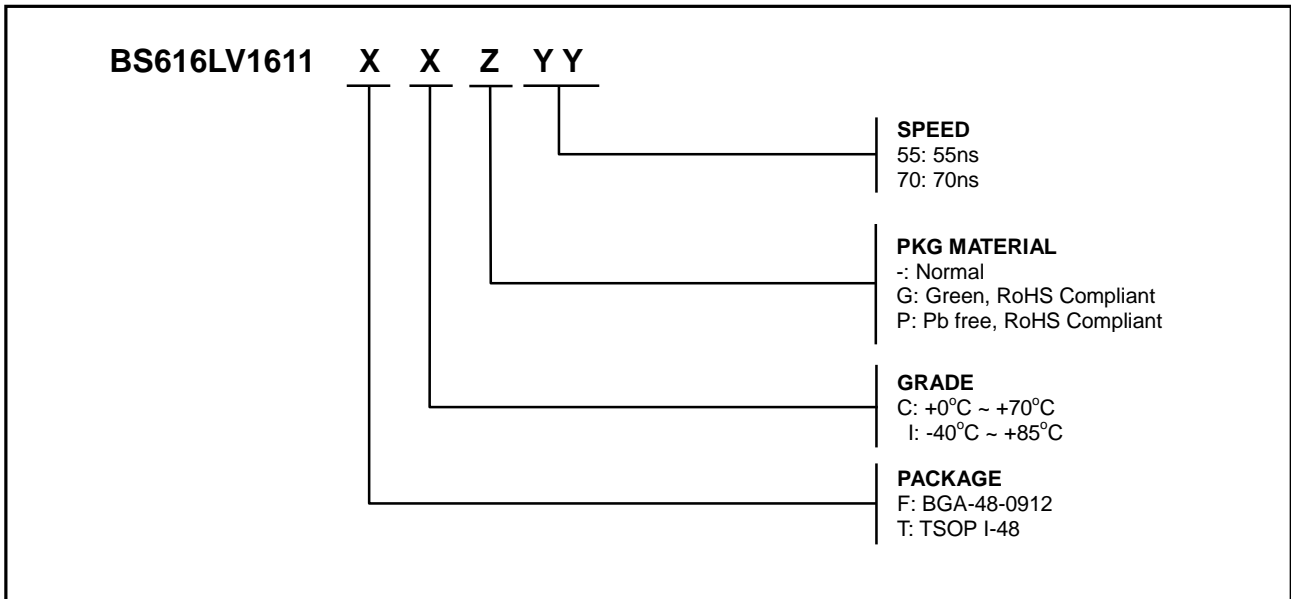 BS616LV1611 X X Z Y Y
SPEED
55: 55ns
70: 70ns
PKG MATERIAL
-: Normal
G: Green, RoHS Compliant
P: Pb free, RoHS Compliant
GRADE
C: +0°C ~ +70°C
I: -40°C ~ +85°C
PACKAGE
F: BGA-48-0912
T: TSOP I-48